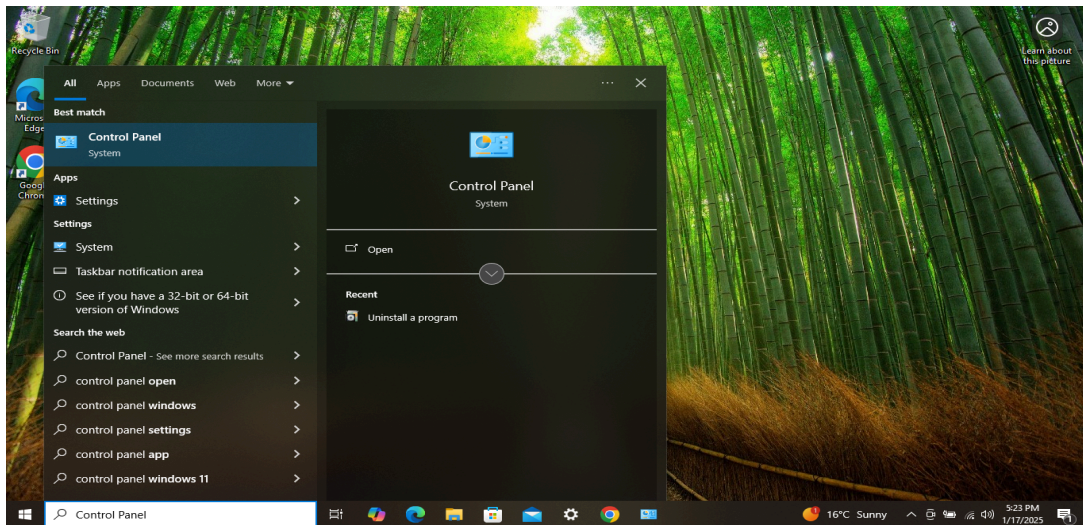 Recycle Bin
Learn about
this picture
Micros
Edge
Googl
Chrom
All Apps Documents Web More
Best match
Control Panel
System
Apps
Settings
Settings
System
Taskbar notification area
See if you have a 32-bit or 64-bit
version of Windows
Search the web
Control Panel - See more search results
control panel open
control panel windows
control panel settings
control panel app
control panel windows 11
Control Panel
System
Open
Recent
Uninstall a program
Control Panel
16°C Sunny
5:23 PM
1/17/2025